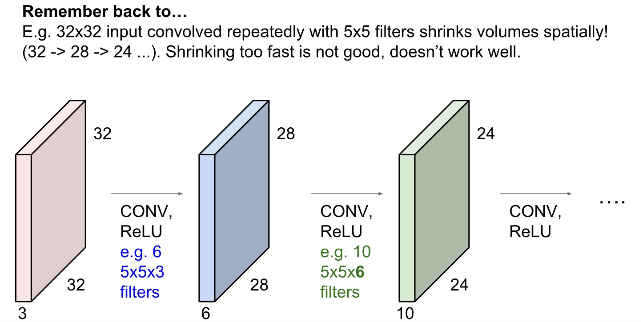 Remember back to…
E.g. 32x32 input convolved repeatedly with 5x5 filters shrinks volumes spatially!
(32 -> 28 -> 24 ...). Shrinking too fast is not good, doesn’t work well.
32
28
24
CONV,
ReLU
e.g. 6
5x5x3
filters
CONV,
ReLU
e.g. 10
5x5x6
filters
CONV,
ReLU
....
32
28
24
3
6
10